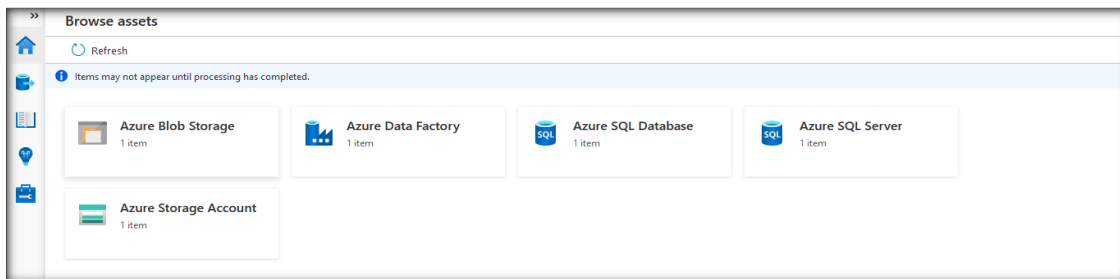 »
Browse assets
Refresh
Items may not appear until processing has completed.
Azure Blob Storage
1 item
Azure Data Factory
1 item
SQL
Azure SQL Database
1 item
SQL
Azure SQL Server
1 item
Azure Storage Account
1 item